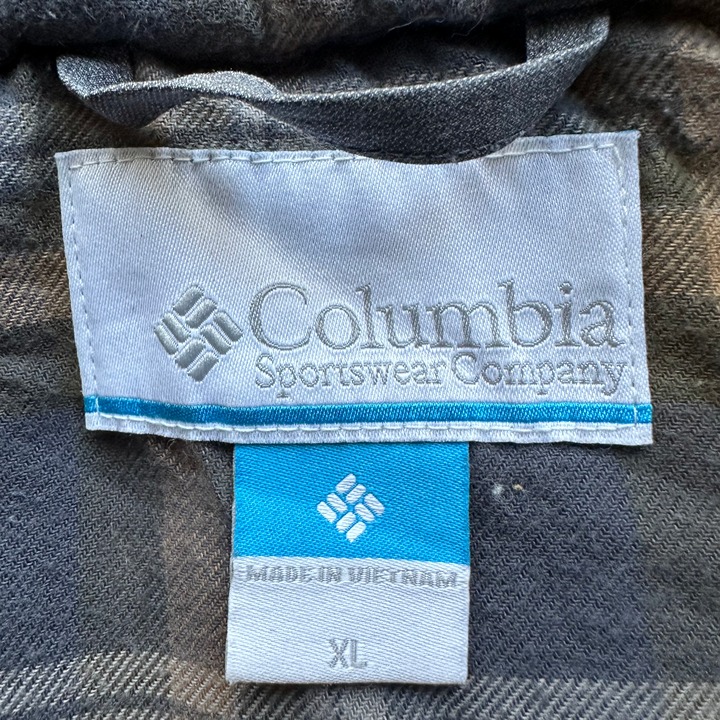 Columbia
Sportswear Company
MADE IN VIETNAM
XL